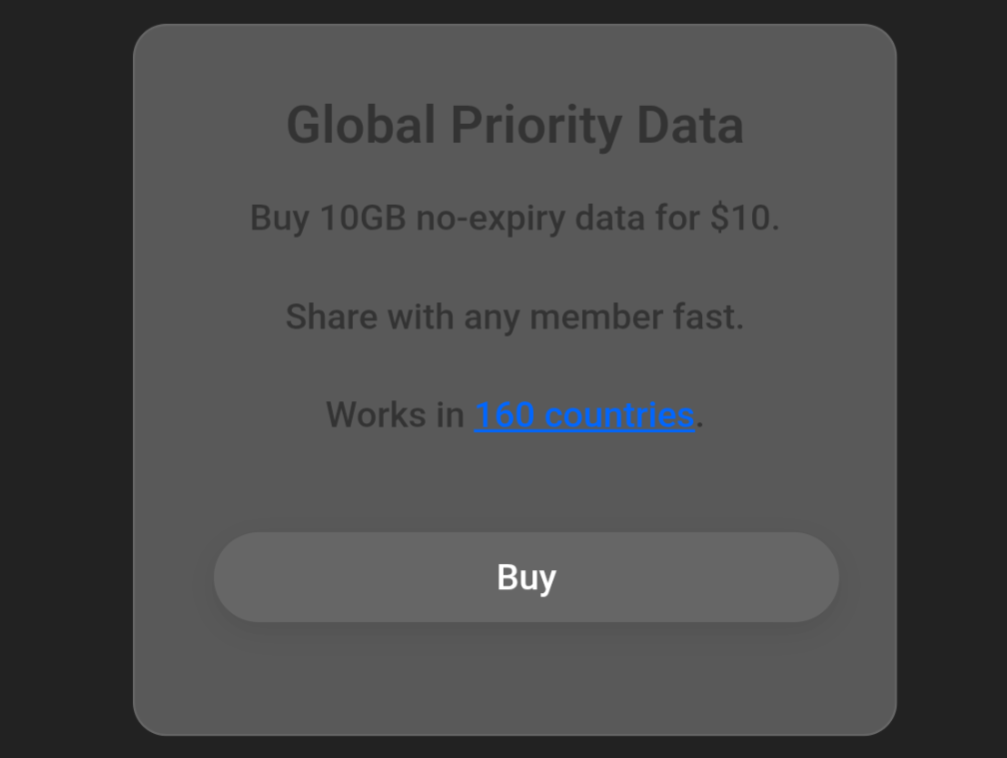 Global Priority Data
Buy 10GB no-expiry data for $10.
Share with any member fast.
Works in 160 countries.
Buy